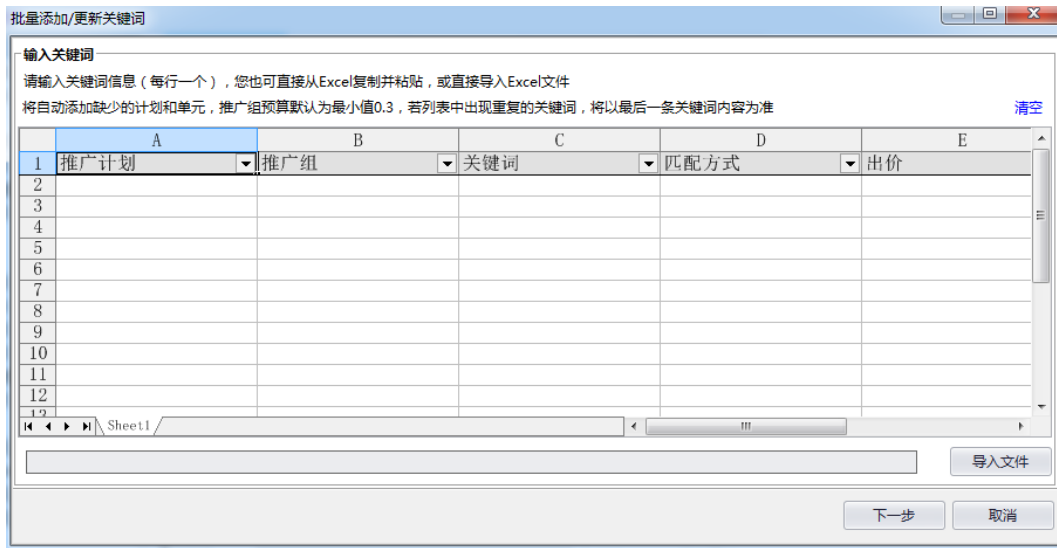 批量添加/更新关键词
输入关键词
请输入关键词信息（每行一个），您也可直接从Excel复制并粘贴，或直接导入Excel文件
将自动添加缺少的计划和单元，推广组预算默认为最小值0.3，若列表中出现重复的关键词，将以最后一条关键词内容为准
清空
A B C D E
1 推广计划 推广组 关键词 匹配方式 出价
2
3
4
5
6
7
8
9
10
11
12
13
Sheet1
导入文件
下一步 取消